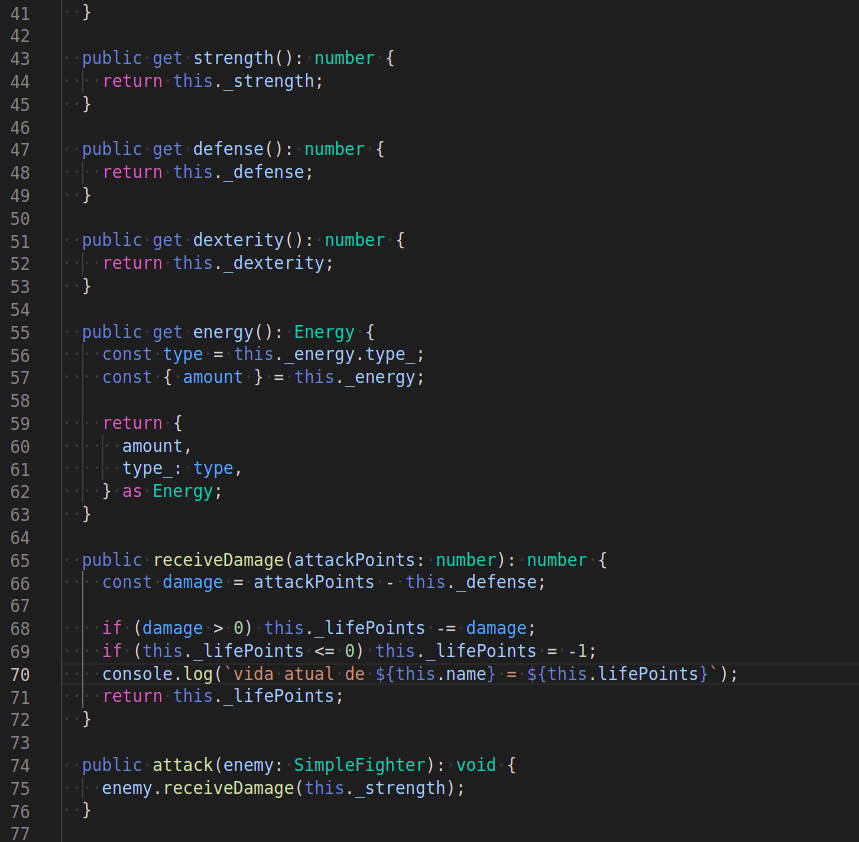 41   }
42
43   public get strength(): number {
44     return this._strength;
45   }
46
47   public get defense(): number {
48     return this._defense;
49   }
50
51   public get dexterity(): number {
52     return this._dexterity;
53   }
54
55   public get energy(): Energy {
56     const type = this._energy.type_;
57     const { amount } = this._energy;
58
59     return {
60       amount,
61       type_: type,
62     } as Energy;
63   }
64
65   public receiveDamage(attackPoints: number): number {
66     const damage = attackPoints - this._defense;
67
68     if (damage > 0) this._lifePoints -= damage;
69     if (this._lifePoints <= 0) this._lifePoints = -1;
70     console.log(`vida atual de ${this.name} = ${this.lifePoints}`);
71     return this._lifePoints;
72   }
73
74   public attack(enemy: SimpleFighter): void {
75     enemy.receiveDamage(this._strength);
76   }
77